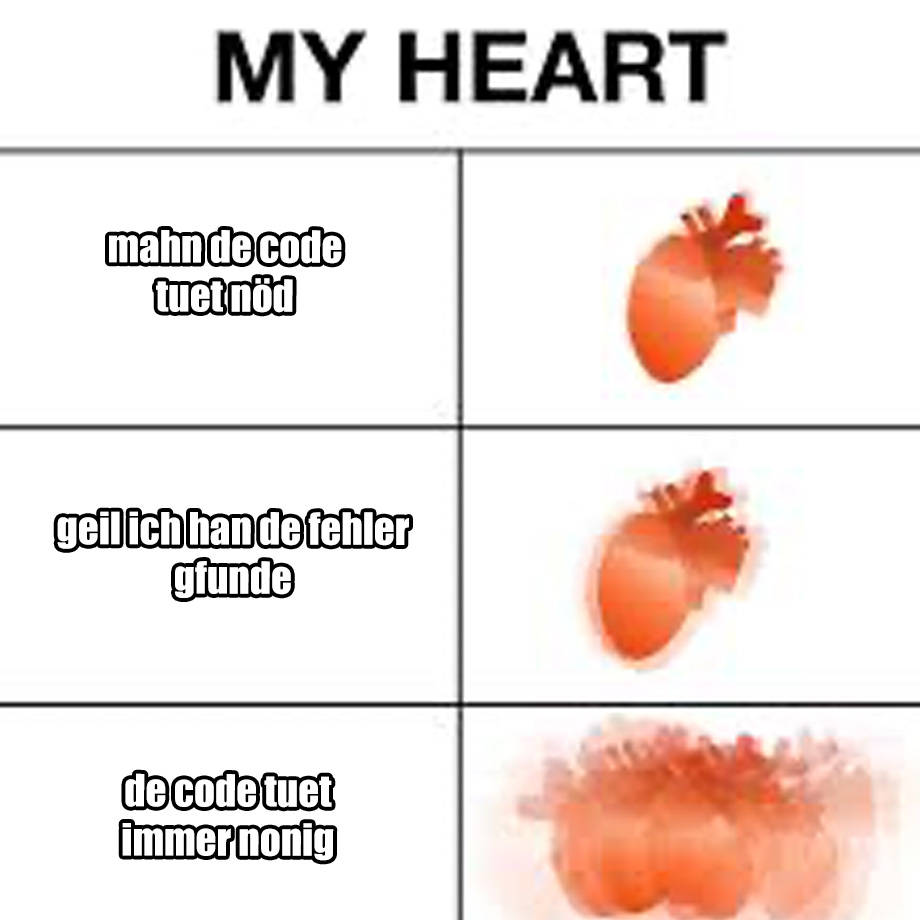 MY HEART
mahn de code
tuet nöd
geil ich han de fehler
gfunde
de code tuet
immer nonig